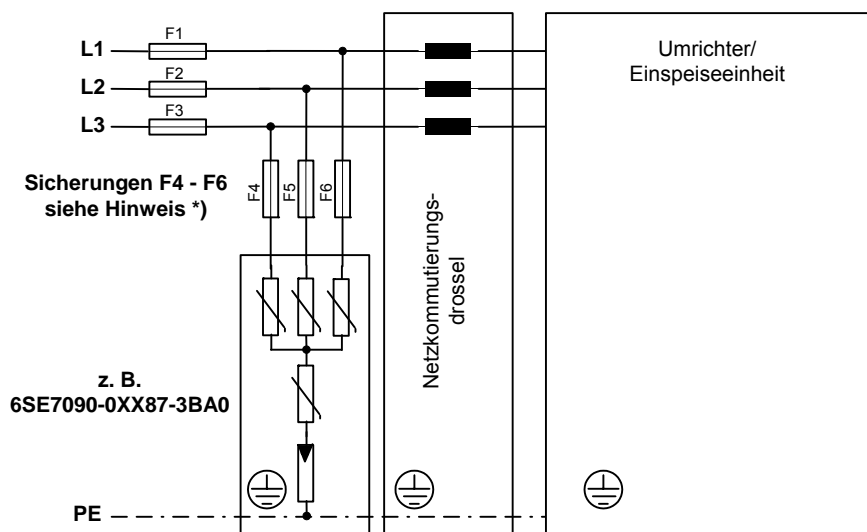 L1
F1
L2
F2
L3
F3
Umrichter/
Einspeiseeinheit
Sicherungen F4 - F6
siehe Hinweis *)
F4
F5
F6
Netzkommutierungs-
drossel
z. B.
6SE7090-0XX87-3BA0
PE